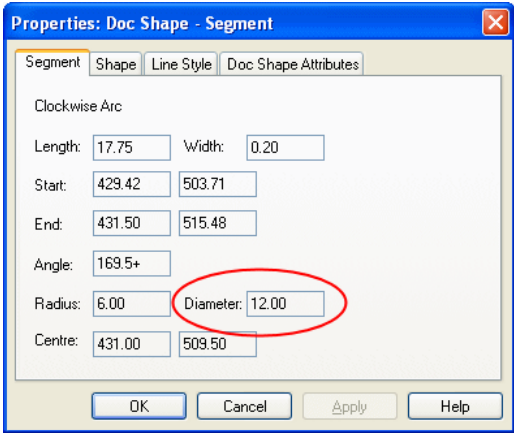 Properties: Doc Shape - Segment
Segment Shape Line Style Doc Shape Attributes
Clockwise Arc
Length: 17.75 Width: 0.20
Start: 429.42 503.71
End: 431.50 515.48
Angle: 169.5+
Radius: 6.00 Diameter: 12.00
Centre: 431.00 509.50
OK Cancel Apply Help